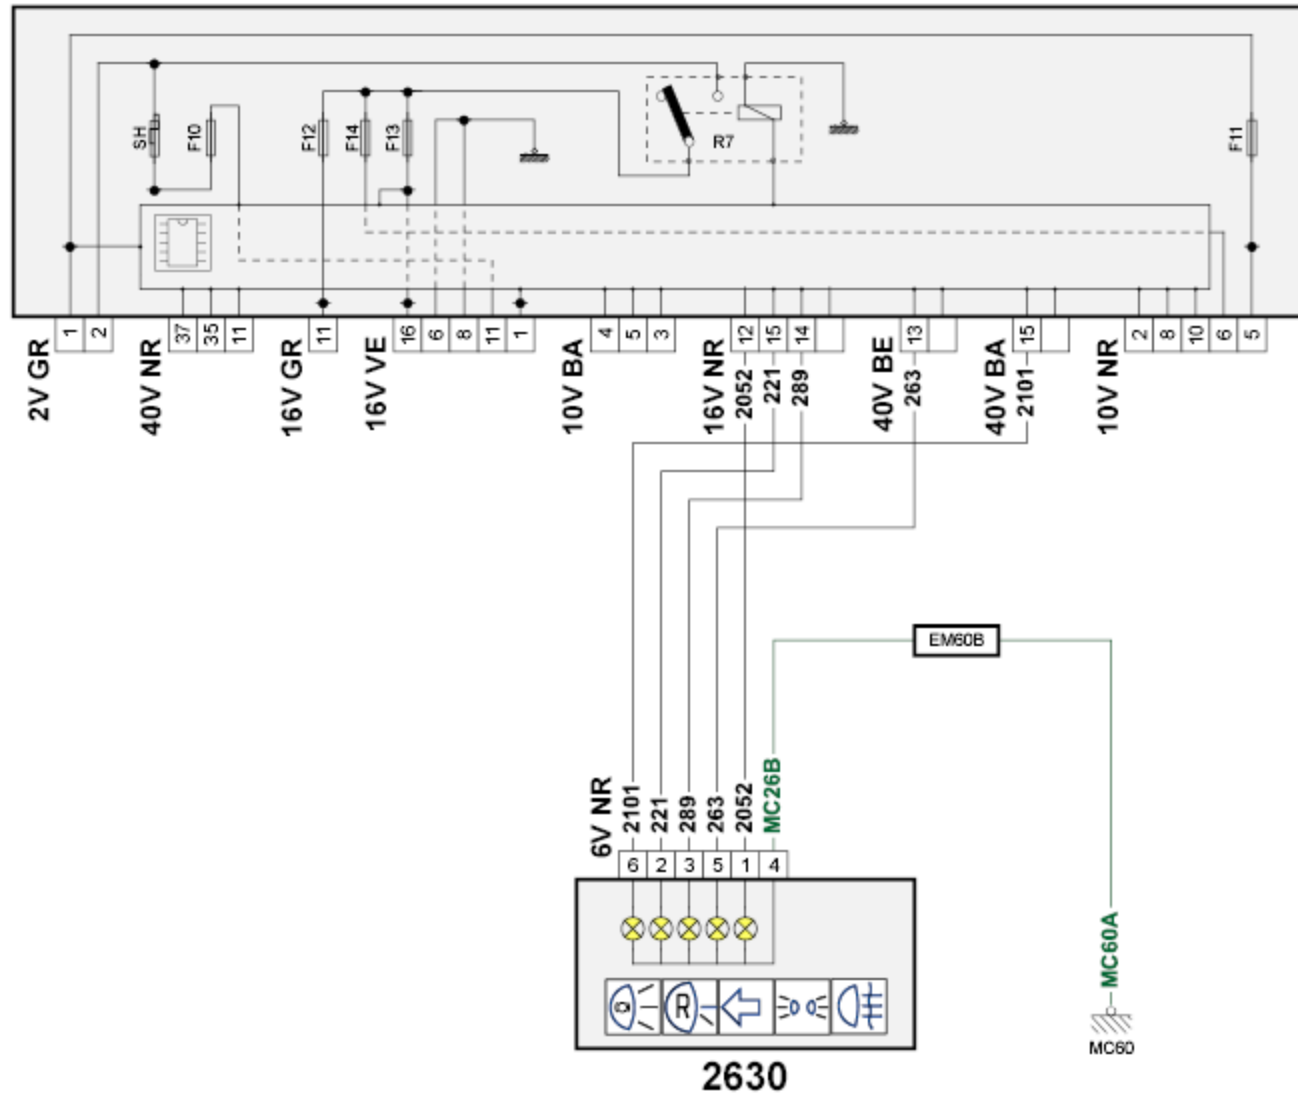 SH
F10
F12
F14
F13
R7
F11
1 2 37 35 11 11 16 6 8 11 1 4 5 3 12 15 14 13 15 2 8 10 6 5
2V GR
40V NR
16V GR
16V VE
10V BA
16V NR
40V BE
40V BA
10V NR
2052
221
289
263
2101
EM60B
6V NR
2101
221
289
263
2052
MC26B
6 2 3 5 1 4
R
MC60A
MC60
2630